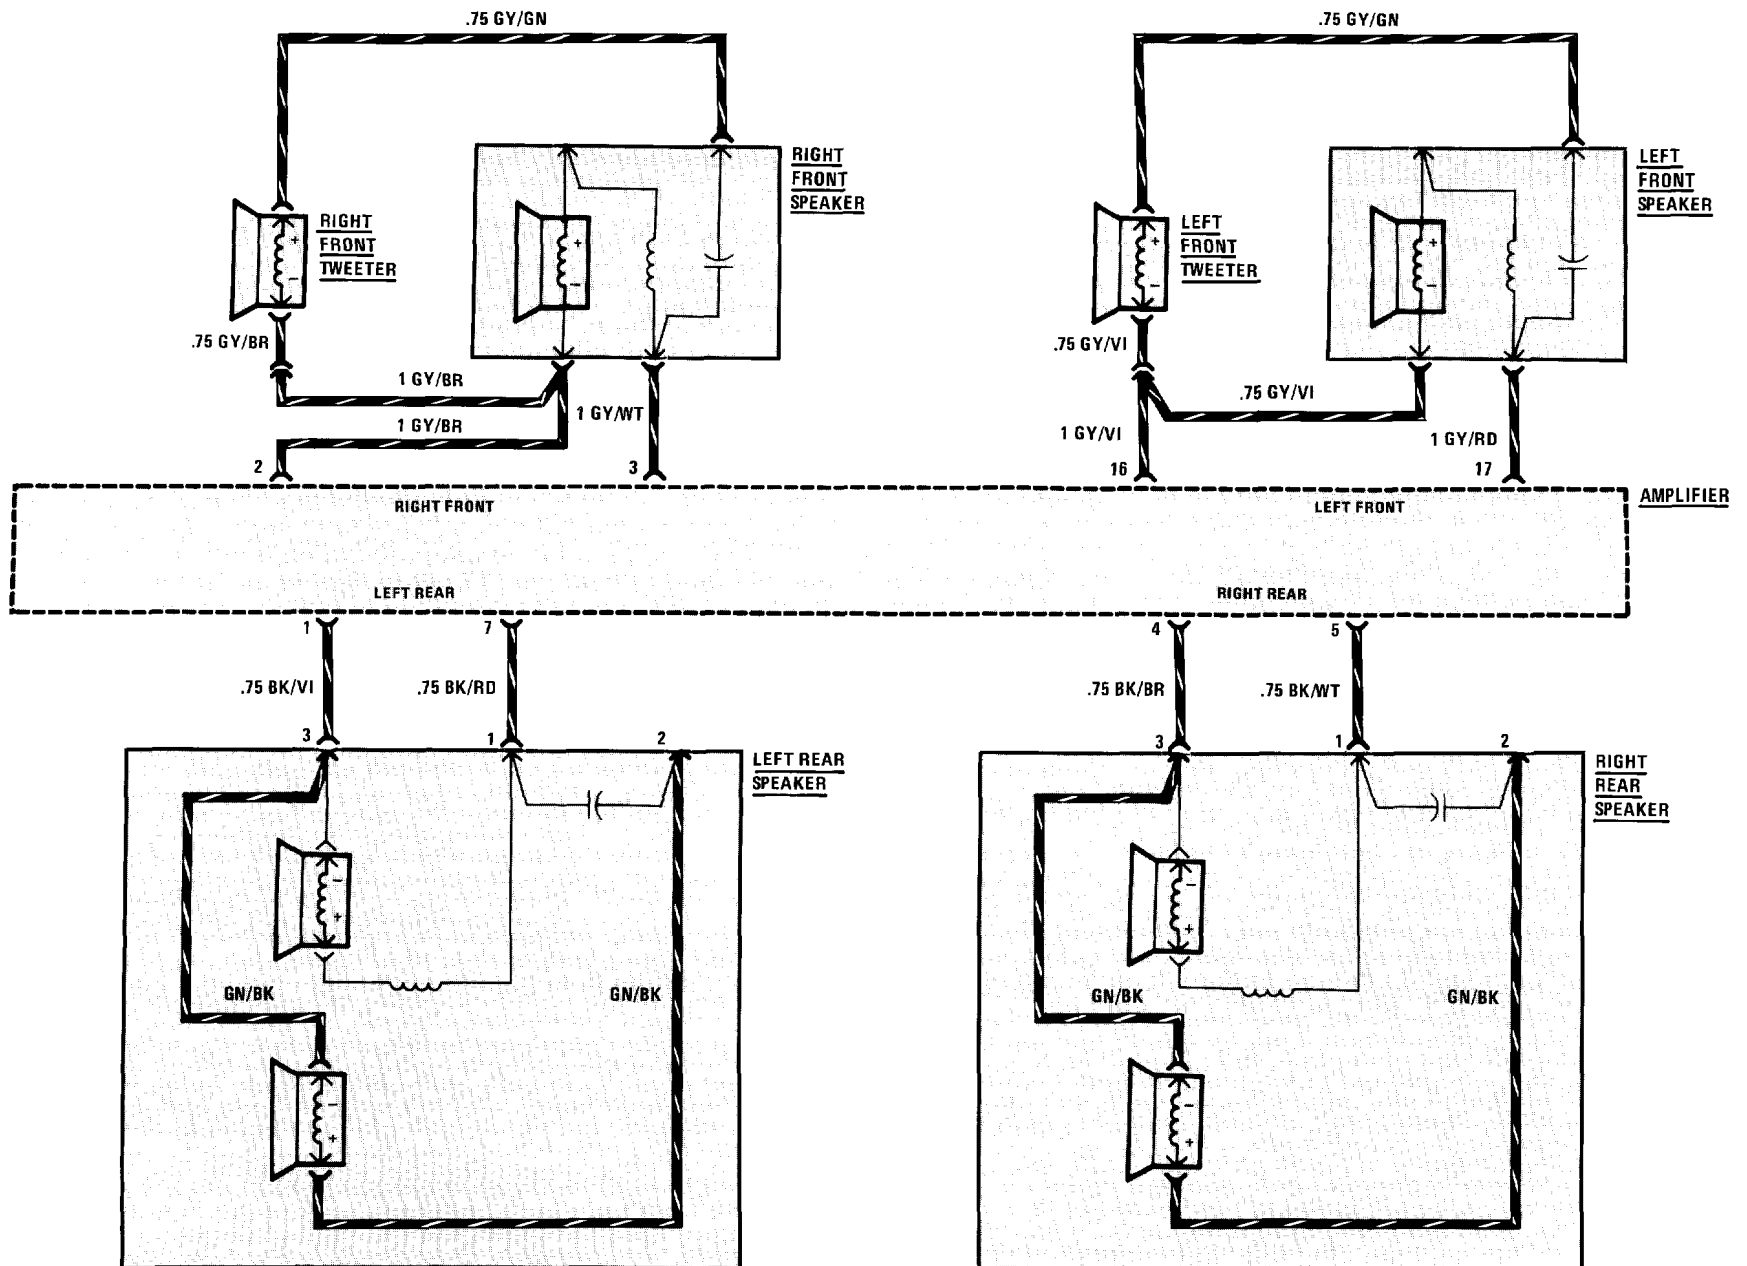 .75 GY/GN
.75 GY/GN
RIGHT
FRONT
SPEAKER
LEFT
FRONT
SPEAKER
RIGHT
FRONT
TWEETER
+
−
+
−
LEFT
FRONT
TWEETER
+
−
+
−
.75 GY/BR
.75 GY/VI
1 GY/BR
1 GY/WT
1 GY/BR
.75 GY/VI
1 GY/VI
1 GY/RD
2
3
16
17
AMPLIFIER
RIGHT FRONT
LEFT FRONT
LEFT REAR
RIGHT REAR
1
7
4
5
.75 BK/VI
.75 BK/RD
.75 BK/BR
.75 BK/WT
3
1
2
3
1
2
LEFT REAR
SPEAKER
RIGHT
REAR
SPEAKER
−
+
−
+
GN/BK
GN/BK
GN/BK
GN/BK
−
+
−
+